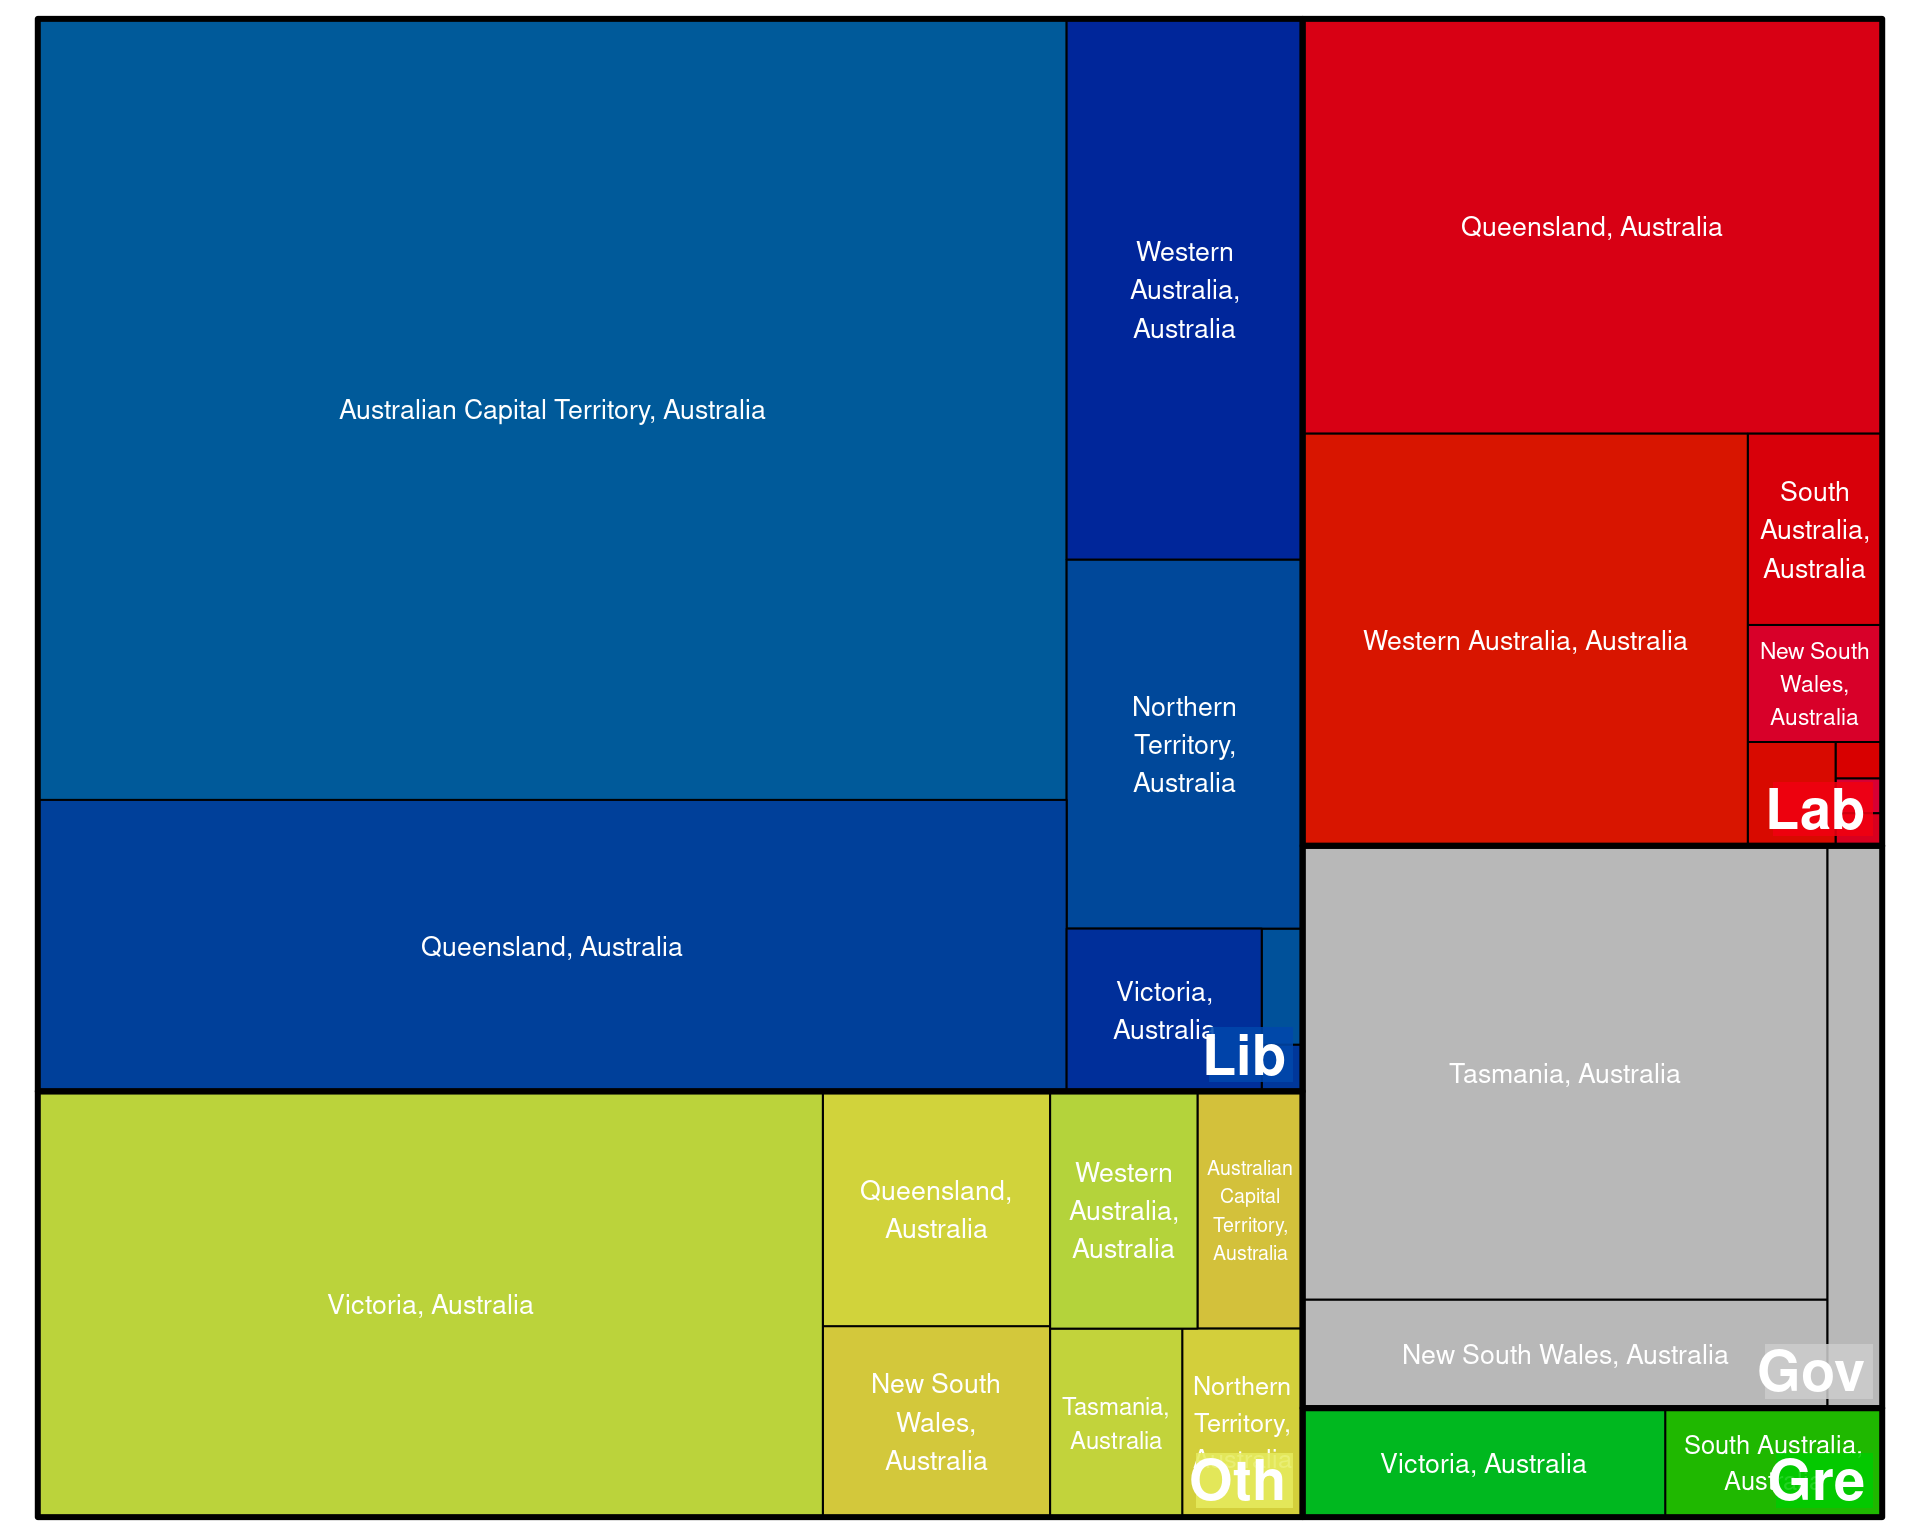 Australian Capital Territory, Australia
Queensland, Australia
Western
Australia,
Australia
Northern
Territory,
Australia
Victoria,
Australia
Lib
Queensland, Australia
Western Australia, Australia
South
Australia,
Australia
New South
Wales,
Australia
Lab
Victoria, Australia
Queensland,
Australia
New South
Wales,
Australia
Western
Australia,
Australia
Australian
Capital
Territory,
Australia
Tasmania,
Australia
Northern
Territory,
Australia
Oth
Tasmania, Australia
New South Wales, Australia
Gov
Victoria, Australia
South Australia,
Australia
Gre